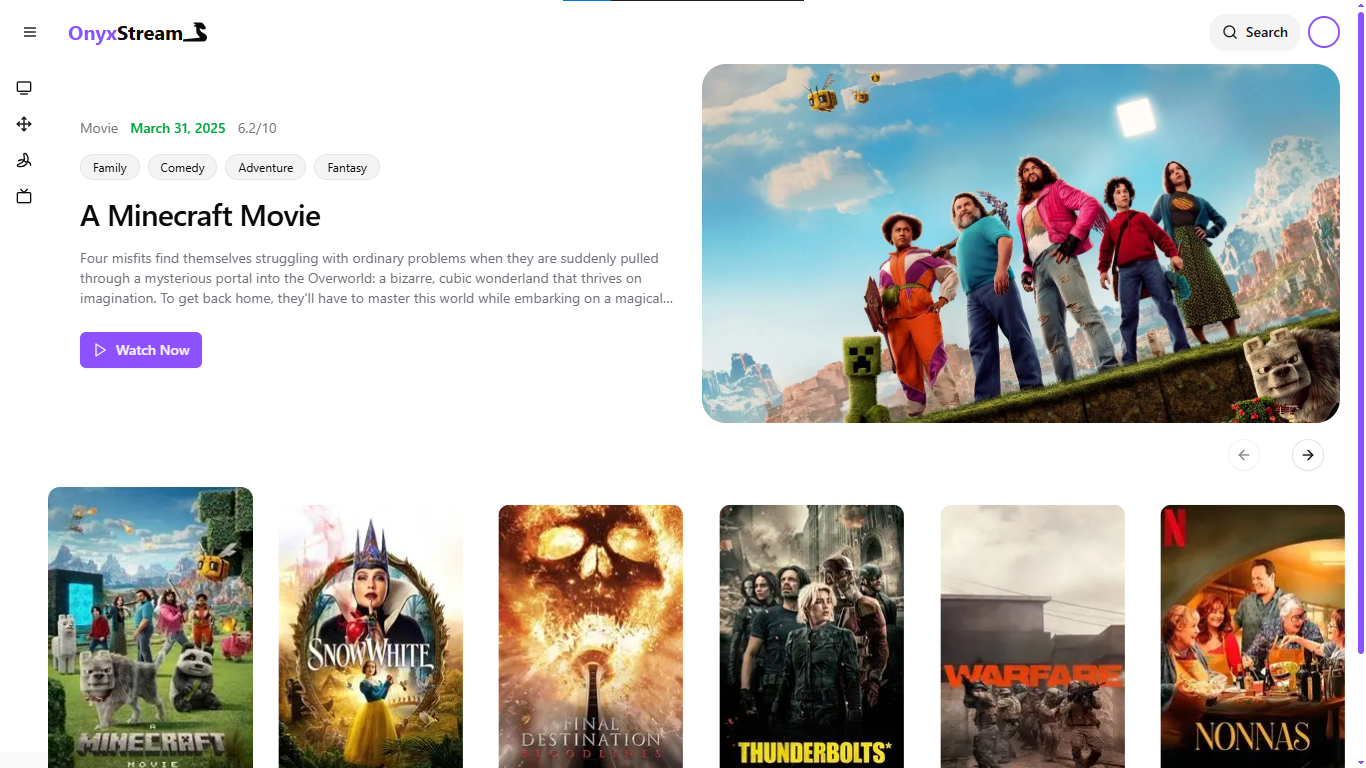 OnyxStream
Search
Movie March 31, 2025 6.2/10
Family Comedy Adventure Fantasy
A Minecraft Movie
Four misfits find themselves struggling with ordinary problems when they are suddenly pulled
through a mysterious portal into the Overworld: a bizarre, cubic wonderland that thrives on
imagination. To get back home, they'll have to master this world while embarking on a magical...
Watch Now
A
MINECRAFT
MOVIE
SNOW WHITE
FINAL
DESTINATION
BLOODLINES
THUNDERBOLTS*
WARFARE
N
NONNAS